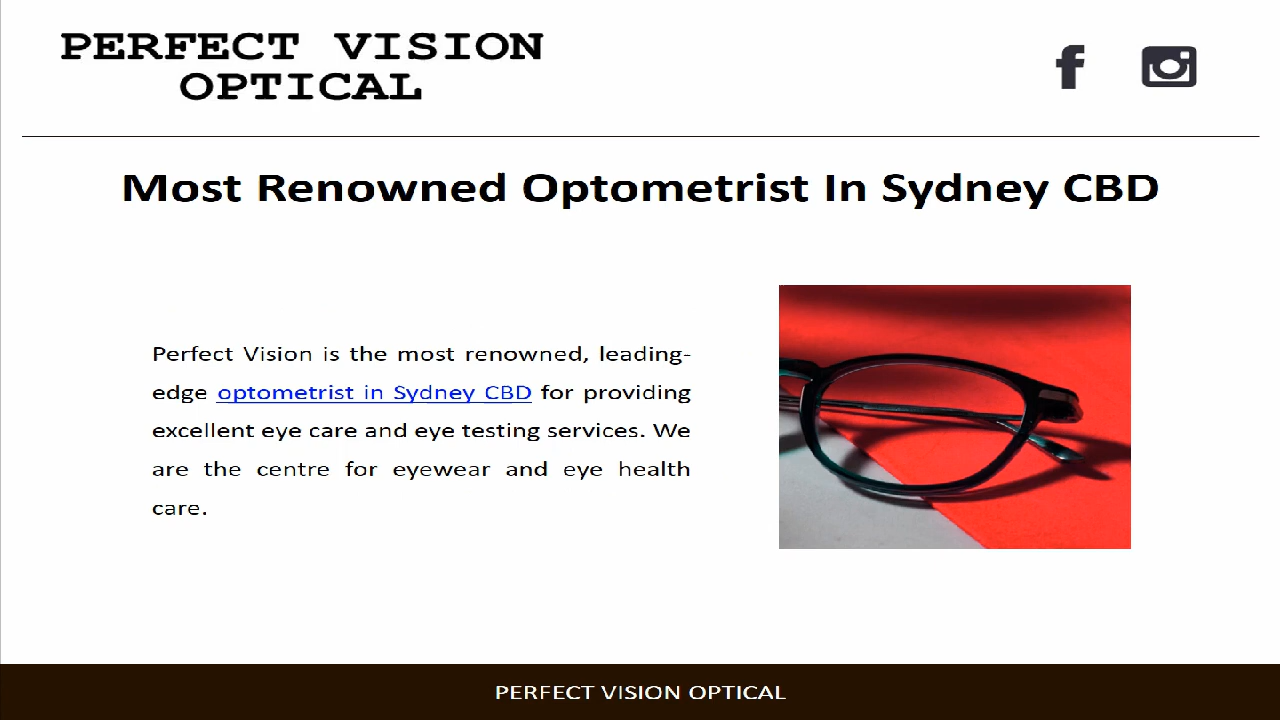 PERFECT VISION
OPTICAL
Most Renowned Optometrist In Sydney CBD
Perfect Vision is the most renowned, leading-
edge optometrist in Sydney CBD for providing
excellent eye care and eye testing services. We
are the centre for eyewear and eye health
care.
PERFECT VISION OPTICAL